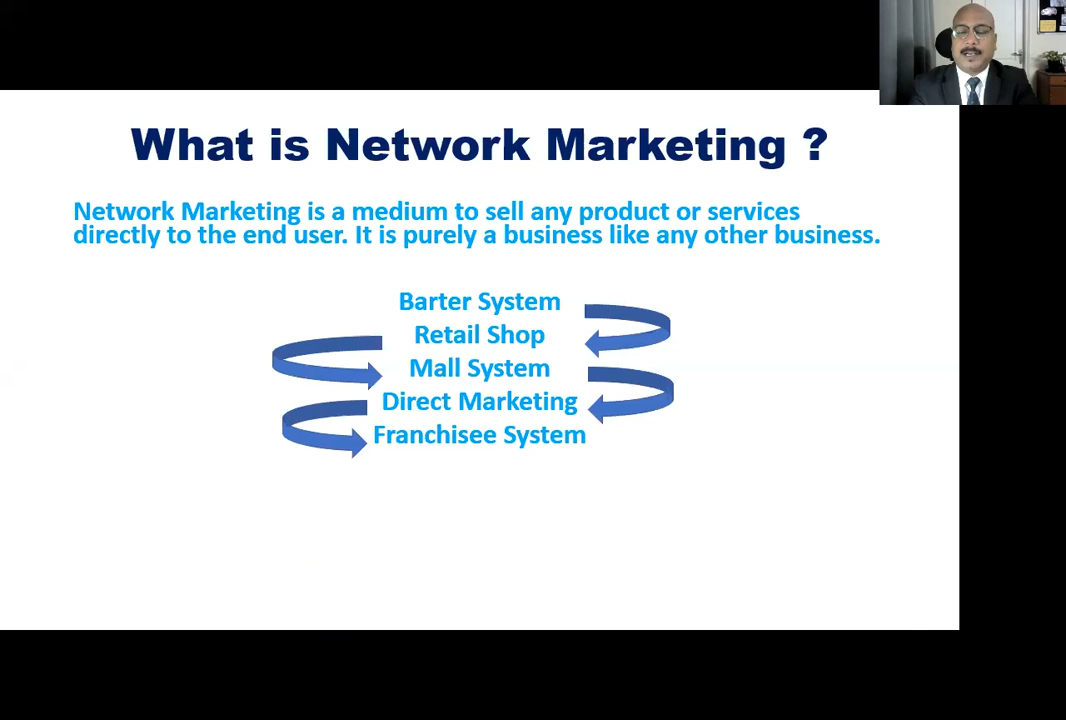 What is Network Marketing ?
Network Marketing is a medium to sell any product or services
directly to the end user. It is purely a business like any other business.
Barter System
Retail Shop
Mall System
Direct Marketing
Franchisee System